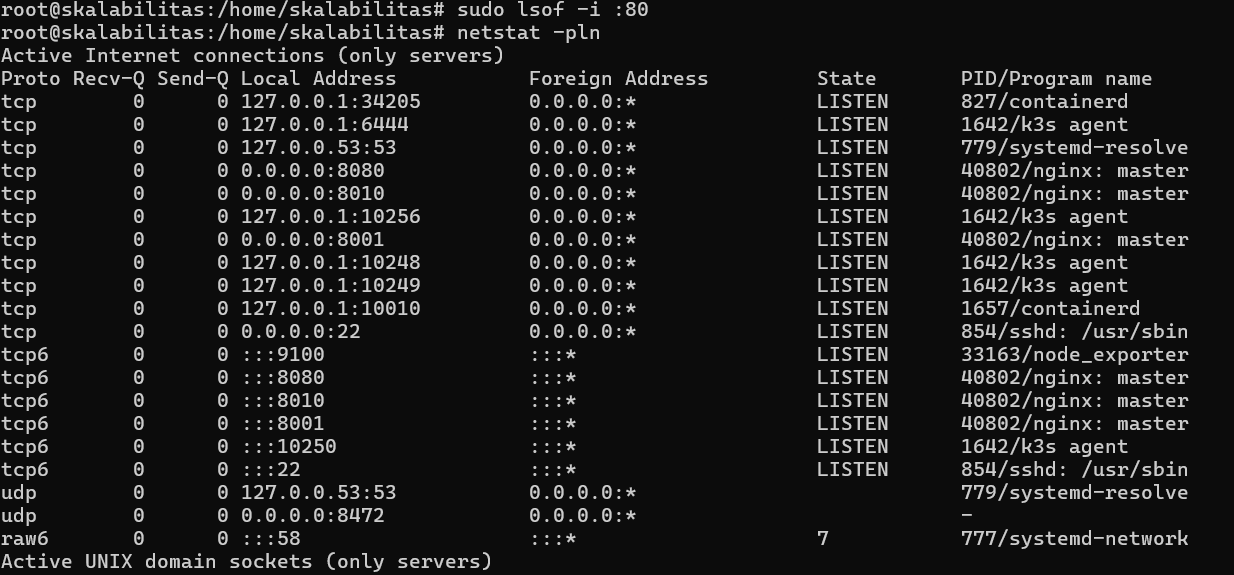 root@skalabilitas:/home/skalabilitas# sudo lsof -i :80
root@skalabilitas:/home/skalabilitas# netstat -pln
Active Internet connections (only servers)
Proto Recv-Q Send-Q Local Address           Foreign Address         State       PID/Program name
tcp        0      0 127.0.0.1:34205         0.0.0.0:*               LISTEN      827/containerd
tcp        0      0 127.0.0.1:6444          0.0.0.0:*               LISTEN      1642/k3s agent
tcp        0      0 127.0.0.53:53           0.0.0.0:*               LISTEN      779/systemd-resolve
tcp        0      0 0.0.0.0:8080            0.0.0.0:*               LISTEN      40802/nginx: master
tcp        0      0 0.0.0.0:8010            0.0.0.0:*               LISTEN      40802/nginx: master
tcp        0      0 127.0.0.1:10256         0.0.0.0:*               LISTEN      1642/k3s agent
tcp        0      0 0.0.0.0:8001            0.0.0.0:*               LISTEN      40802/nginx: master
tcp        0      0 127.0.0.1:10248         0.0.0.0:*               LISTEN      1642/k3s agent
tcp        0      0 127.0.0.1:10249         0.0.0.0:*               LISTEN      1642/k3s agent
tcp        0      0 127.0.0.1:10010         0.0.0.0:*               LISTEN      1657/containerd
tcp        0      0 0.0.0.0:22              0.0.0.0:*               LISTEN      854/sshd: /usr/sbin
tcp6       0      0 :::9100                 :::*                    LISTEN      33163/node_exporter
tcp6       0      0 :::8080                 :::*                    LISTEN      40802/nginx: master
tcp6       0      0 :::8010                 :::*                    LISTEN      40802/nginx: master
tcp6       0      0 :::8001                 :::*                    LISTEN      40802/nginx: master
tcp6       0      0 :::10250                :::*                    LISTEN      1642/k3s agent
tcp6       0      0 :::22                   :::*                    LISTEN      854/sshd: /usr/sbin
udp        0      0 127.0.0.53:53           0.0.0.0:*                           779/systemd-resolve
udp        0      0 0.0.0.0:8472            0.0.0.0:*                           -
raw6       0      0 :::58                   :::*                    7           777/systemd-network
Active UNIX domain sockets (only servers)